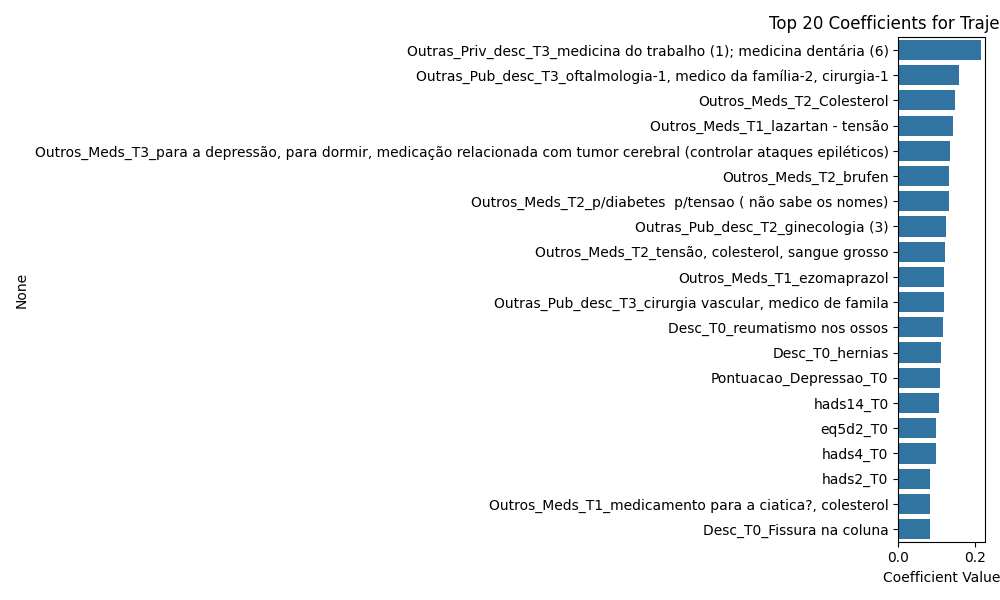 Top 20 Coefficients for Traje
Outras_Priv_desc_T3_medicina do trabalho (1); medicina dentária (6)
Outras_Pub_desc_T3_oftalmologia-1, medico da família-2, cirurgia-1
Outros_Meds_T2_Colesterol
Outros_Meds_T1_lazartan - tensão
Outros_Meds_T3_para a depressão, para dormir, medicação relacionada com tumor cerebral (controlar ataques epiléticos)
Outros_Meds_T2_brufen
Outros_Meds_T2_p/diabetes  p/tensao ( não sabe os nomes)
Outras_Pub_desc_T2_ginecologia (3)
Outros_Meds_T2_tensão, colesterol, sangue grosso
Outros_Meds_T1_ezomaprazol
Outras_Pub_desc_T3_cirurgia vascular, medico de famila
Desc_T0_reumatismo nos ossos
Desc_T0_hernias
Pontuacao_Depressao_T0
hads14_T0
eq5d2_T0
hads4_T0
hads2_T0
Outros_Meds_T1_medicamento para a ciatica?, colesterol
Desc_T0_Fissura na coluna
None
0.0 0.2
Coefficient Value